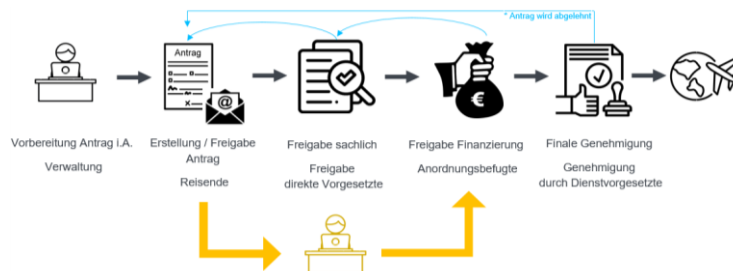 * Antrag wird abgelehnt
Antrag
@
€
Vorbereitung Antrag i.A.
Verwaltung
Erstellung / Freigabe
Antrag
Reisende
Freigabe sachlich
Freigabe
direkte Vorgesetzte
Freigabe Finanzierung
Anordnungsbefugte
Finale Genehmigung
Genehmigung
durch Dienstvorgesetzte